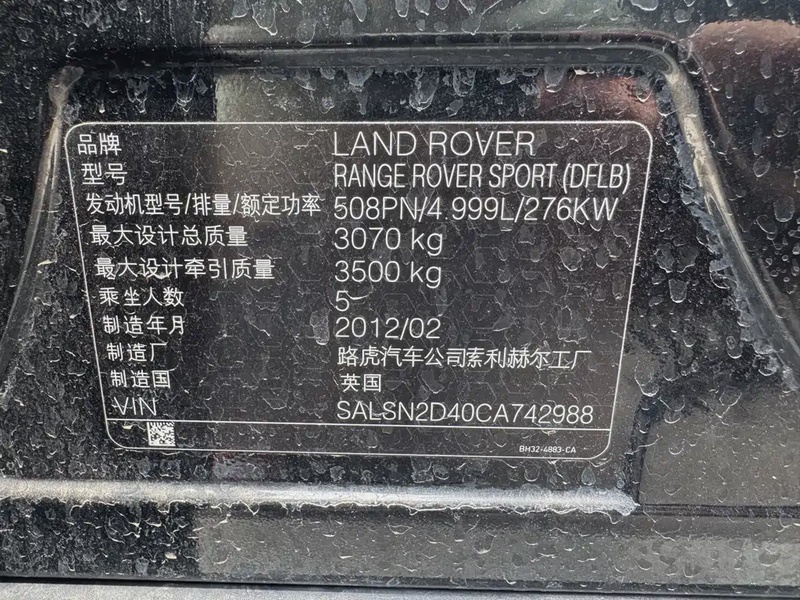 品牌 LAND ROVER
型号 RANGE ROVER SPORT (DFLB)
发动机型号/排量/额定功率 508PN/4.999L/276KW
最大设计总质量 3070 kg
最大设计牵引质量 3500 kg
乘坐人数 5
制造年月 2012/02
制造厂 路虎汽车公司索利赫尔工厂
制造国 英国
VIN SALSN2D40CA742988
BH32-4883-CA